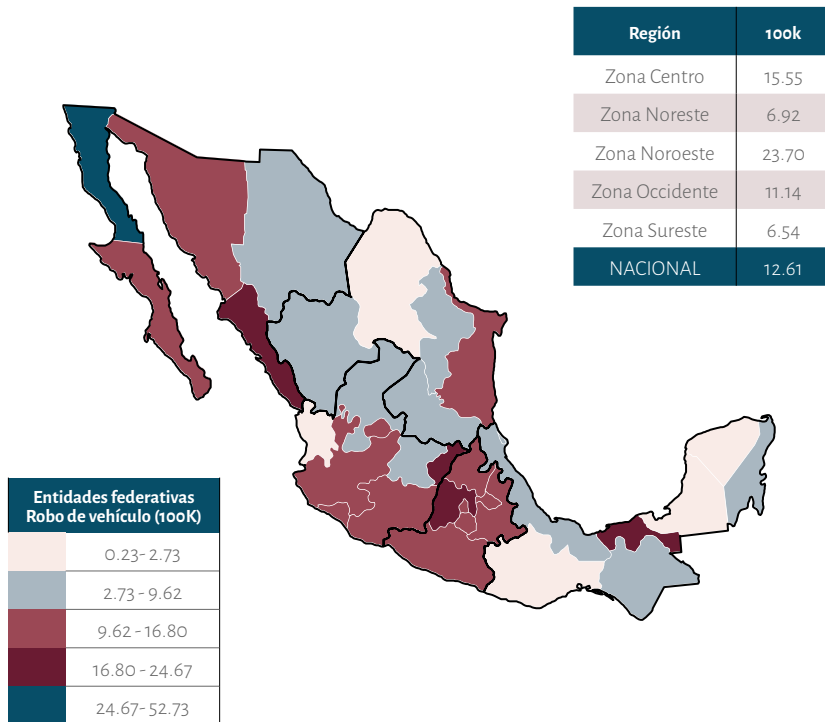 Región 100k
Zona Centro 15.55
Zona Noreste 6.92
Zona Noroeste 23.70
Zona Occidente 11.14
Zona Sureste 6.54
NACIONAL 12.61
Entidades federativas
Robo de vehículo (100K)
0.23- 2.73
2.73 - 9.62
9.62 - 16.80
16.80 - 24.67
24.67- 52.73